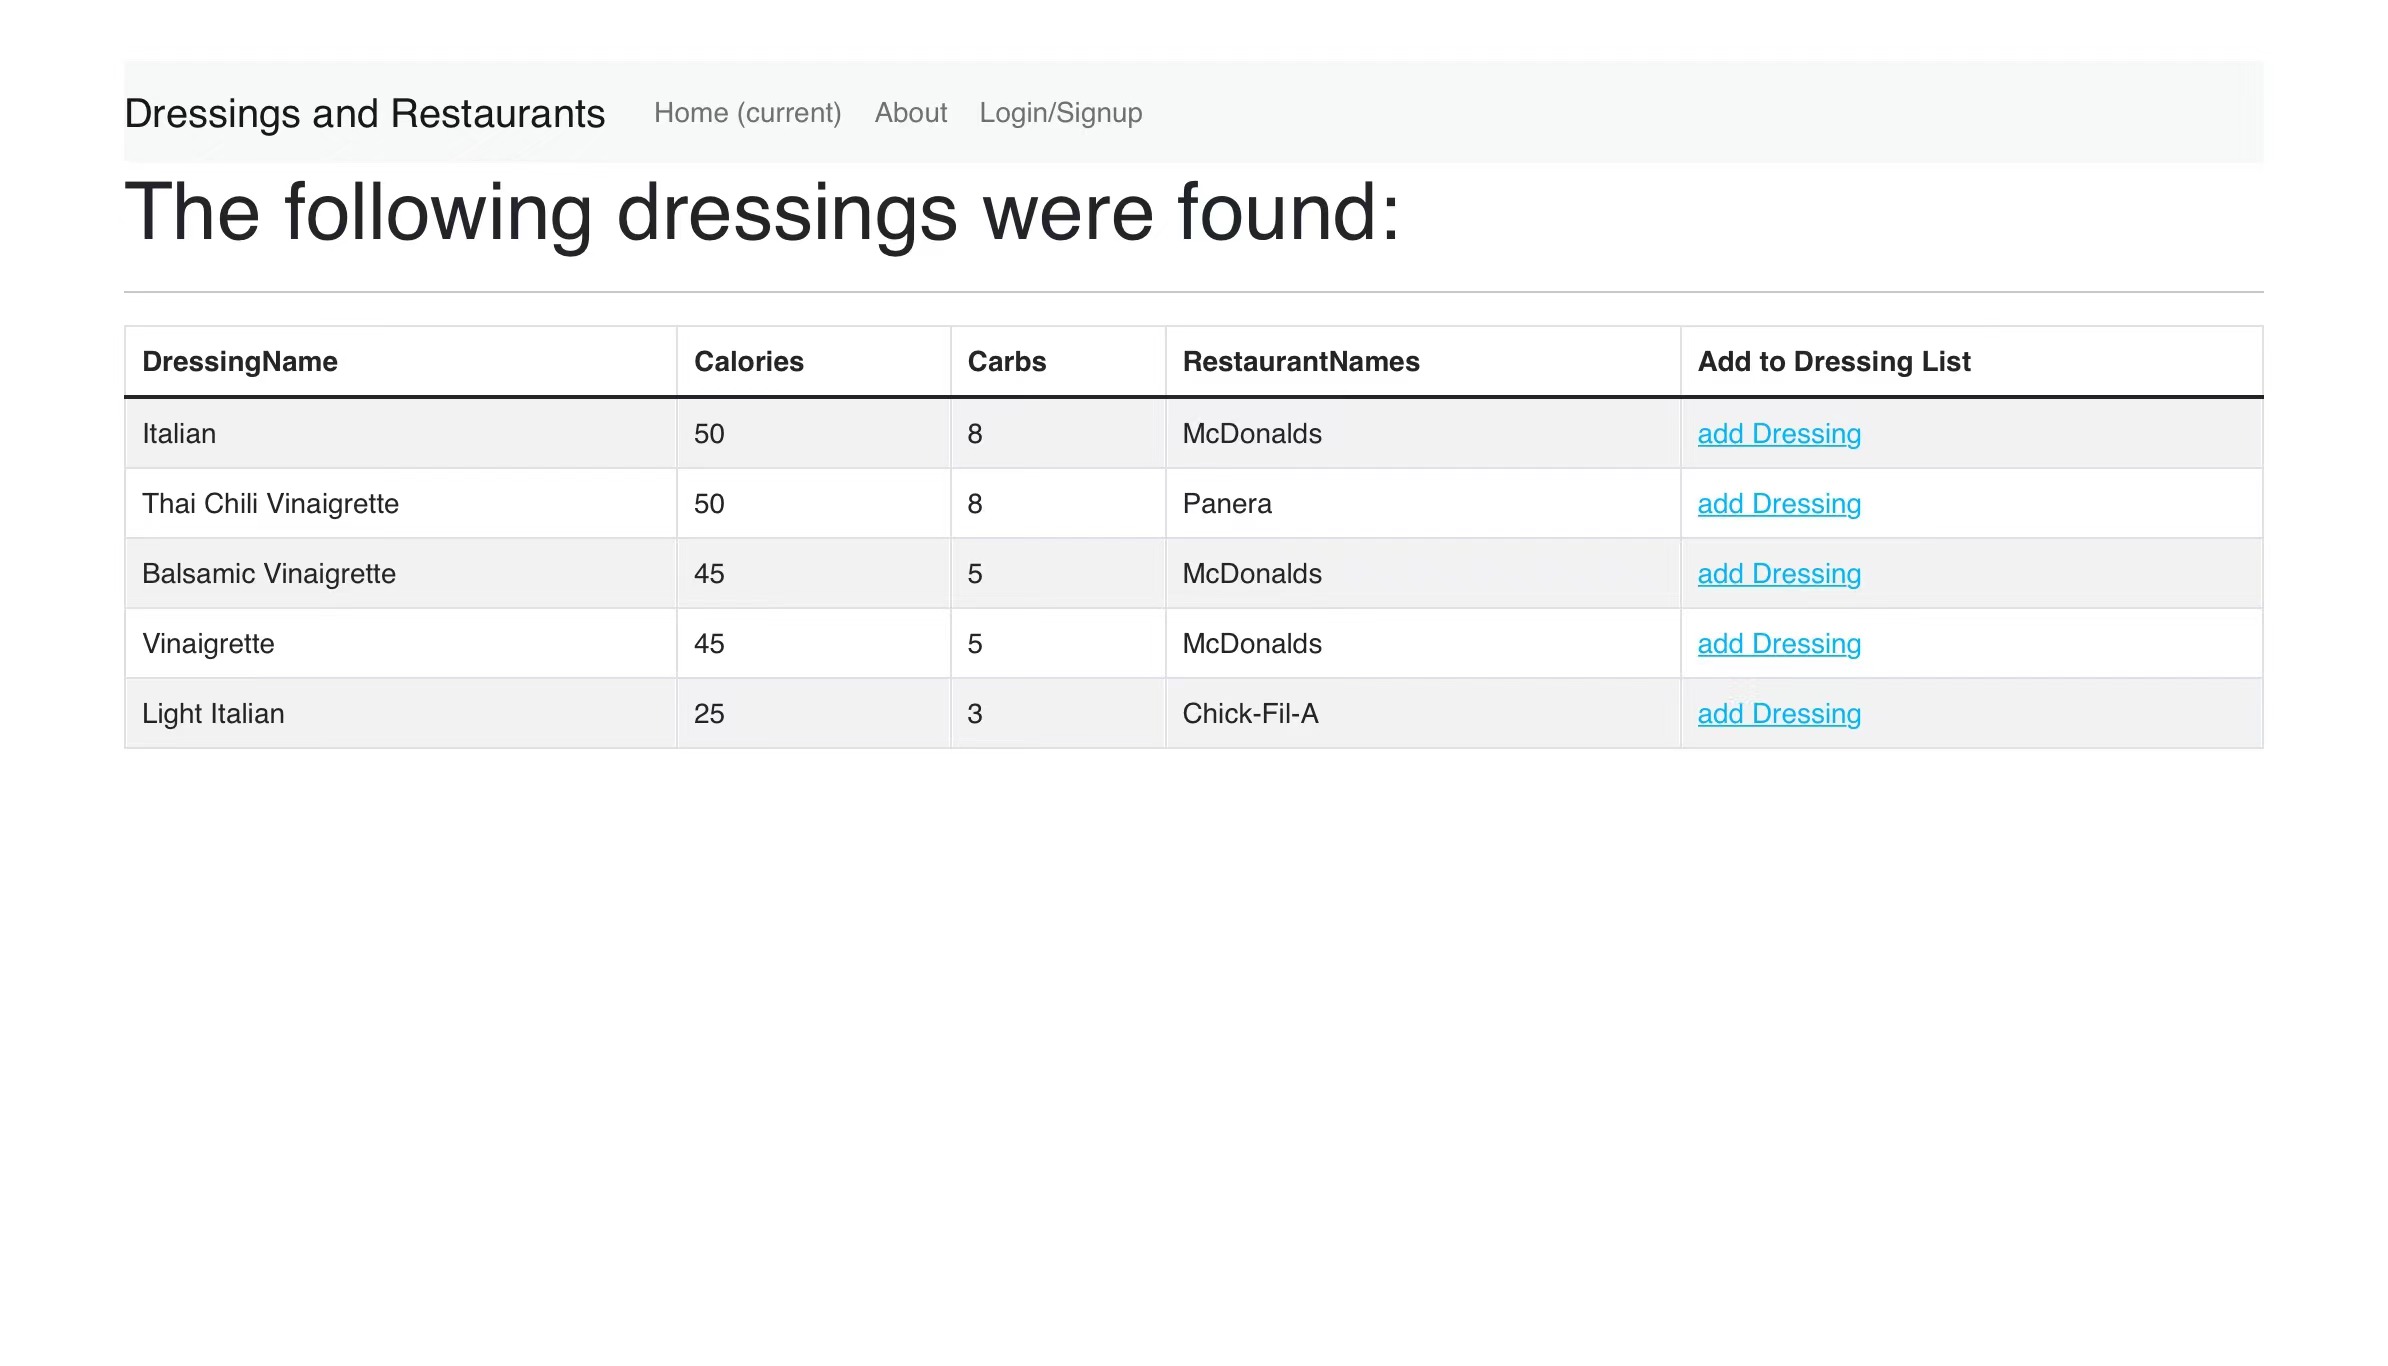 Dressings and Restaurants Home (current) About Login/Signup
The following dressings were found:
DressingName Calories Carbs RestaurantNames Add to Dressing List
Italian 50 8 McDonalds add Dressing
Thai Chili Vinaigrette 50 8 Panera add Dressing
Balsamic Vinaigrette 45 5 McDonalds add Dressing
Vinaigrette 45 5 McDonalds add Dressing
Light Italian 25 3 Chick-Fil-A add Dressing